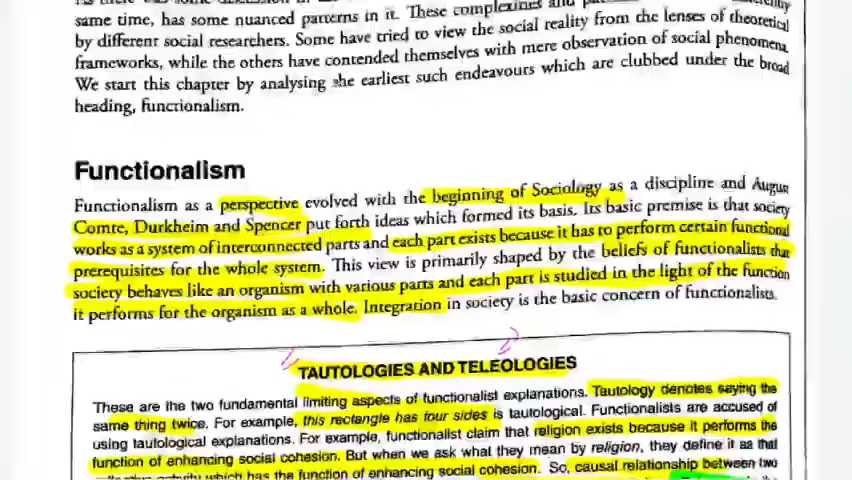 same time, has some nuanced patterns in it. These complexities and
by different social researchers. Some have tried to view the social reality from the lenses of theoretical
frameworks, while the others have contended themselves with mere observation of social phenomena
We start this chapter by analysing the earliest such endeavours which are clubbed under the broad
heading, functionalism.
Functionalism
Functionalism as a perspective evolved with the beginning of Sociology as a discipline and Augus
Comte, Durkheim and Spencer put forth ideas which formed its basis. Its basic premise is that society
works as a system of interconnected parts and each part exists because it has to perform certain functional
prerequisites for the whole system. This view is primarily shaped by the beliefs of functionalists that
society behaves like an organism with various parts and each part is studied in the light of the function
it performs for the organism as a whole. Integration in society is the basic concern of functionalists.
TAUTOLOGIES AND TELEOLOGIES
These are the two fundamental limiting aspects of functionalist explanations. Tautology denotes saying the
same thing twice. For example, this rectangle has four sides is tautological. Functionalists are accused of
using tautological explanations. For example, functionalist claim that religion exists because it performs the
function of enhancing social cohesion. But when we ask what they mean by religion, they define it as that
which has the function of enhancing social cohesion. So, causal relationship between two